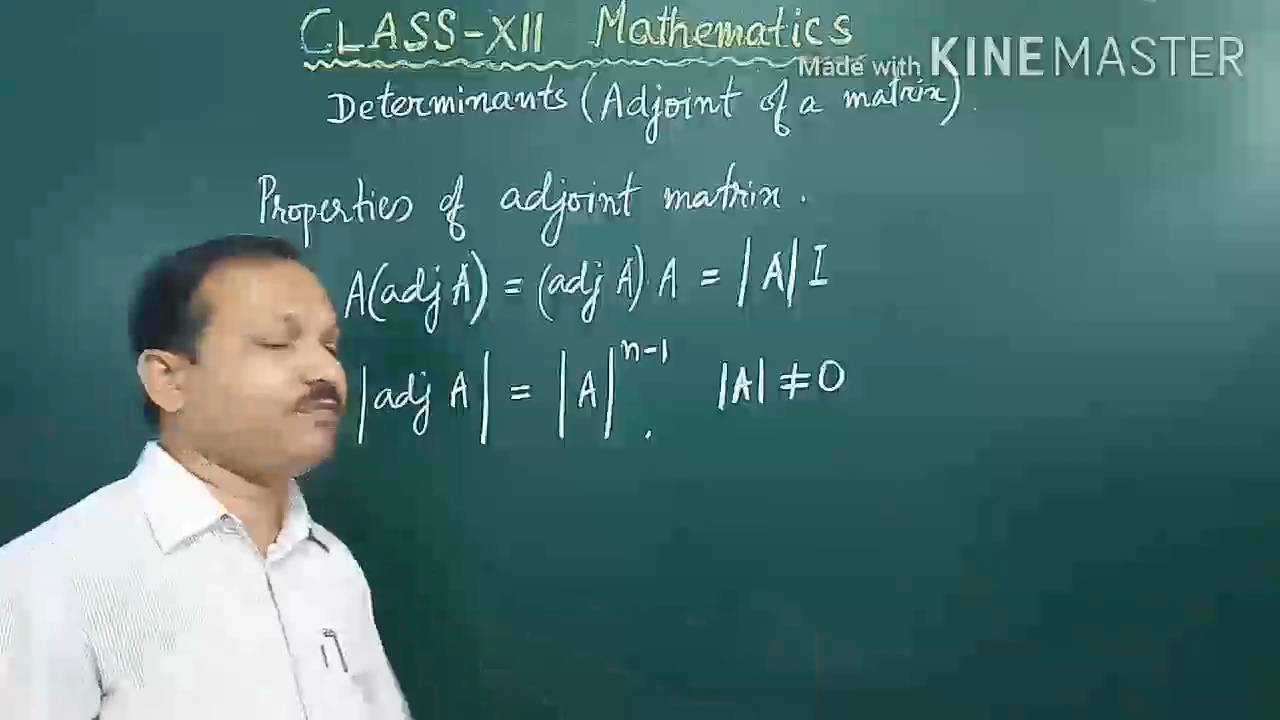 CLASS-XII Mathematics
Made with KINEMASTER
Determinants (Adjoint of a matrix).
Properties of adjoint matrix.
A(adj A) = (adj A) A = |A| I
|adj A| = |A|ⁿ⁻¹. |A| ≠ 0